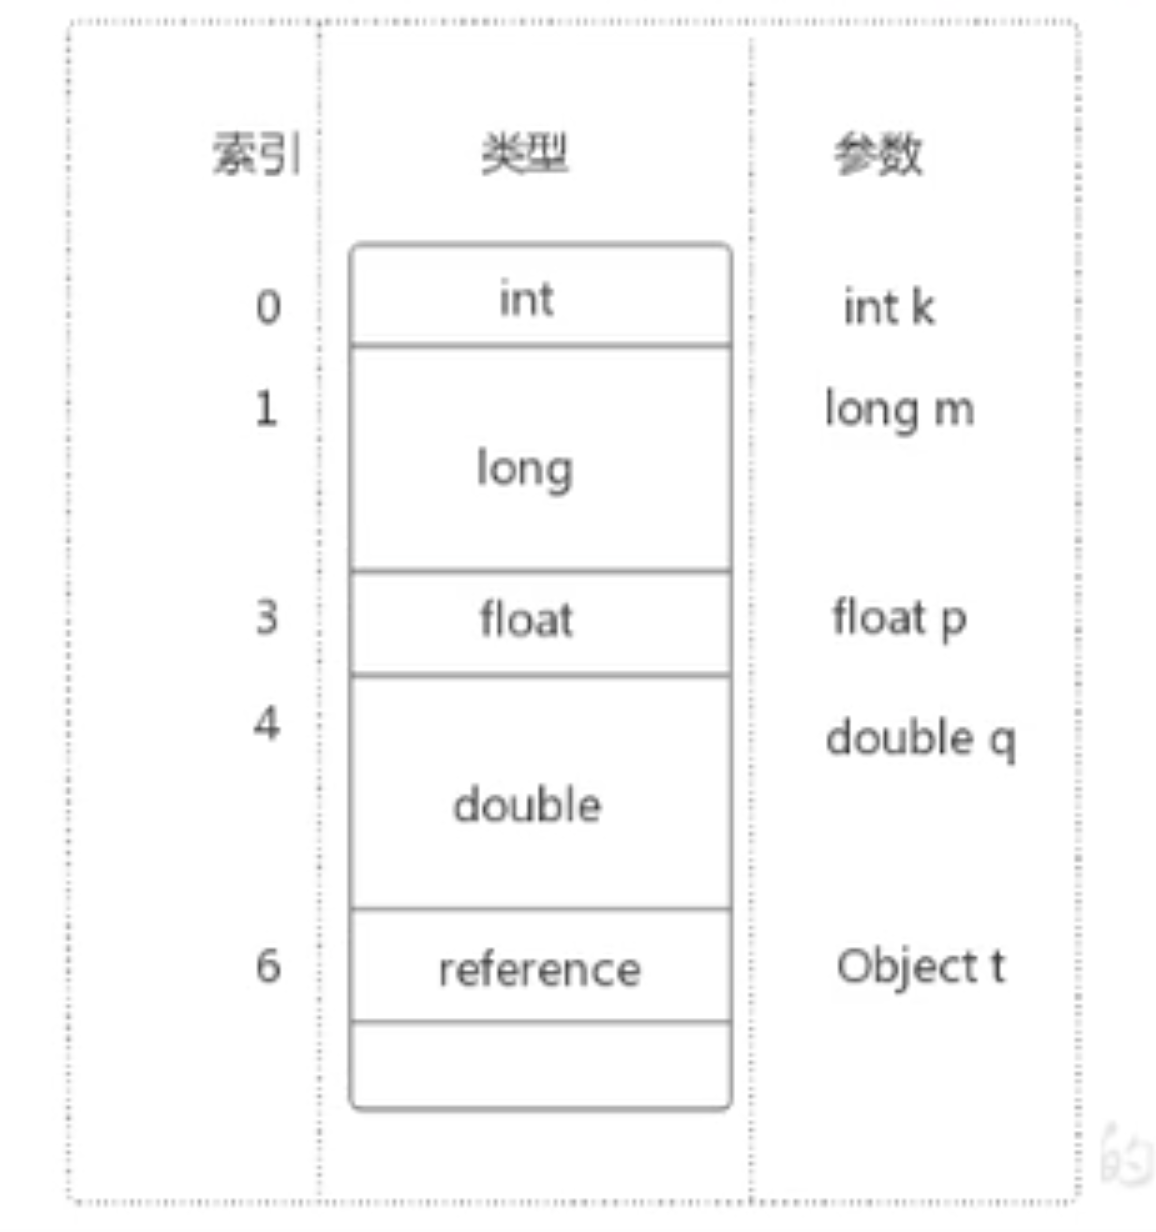 索引 类型 参数
0 int int k
1 long long m
3 float float p
4 double double q
6 reference Object t
的